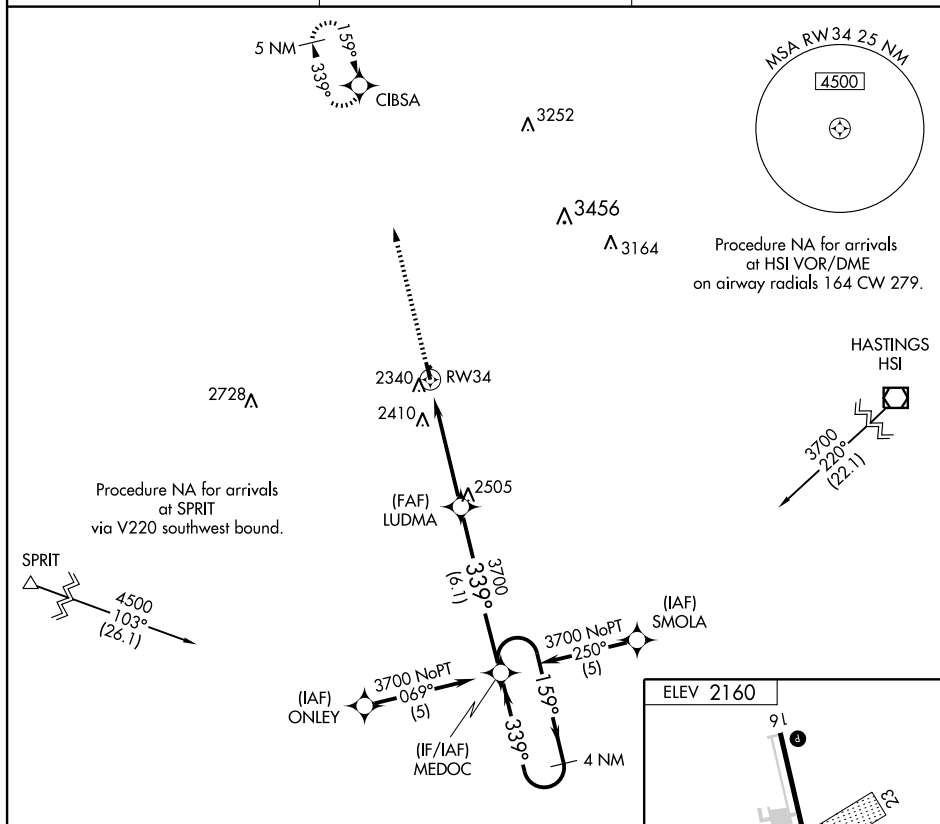 5 NM
159°
339°
CIBSA
MSA RW34 25 NM
4500
3252
3456
3164
Procedure NA for arrivals
at HSI VOR/DME
on airway radials 164 CW 279.
HASTINGS
HSI
3700
220°
(22.1)
2340
RW34
2728
2410
Procedure NA for arrivals
at SPRIT
via V220 southwest bound.
(FAF)
LUDMA
2505
SPRIT
4500
103°
(26.1)
3700
339°
(6.1)
(IAF)
SMOLA
3700 NoPT
250°
(5)
3700 NoPT
069°
(5)
(IAF)
ONLEY
(IF/IAF)
MEDOC
159°
339°
4 NM
ELEV 2160
16
P
23